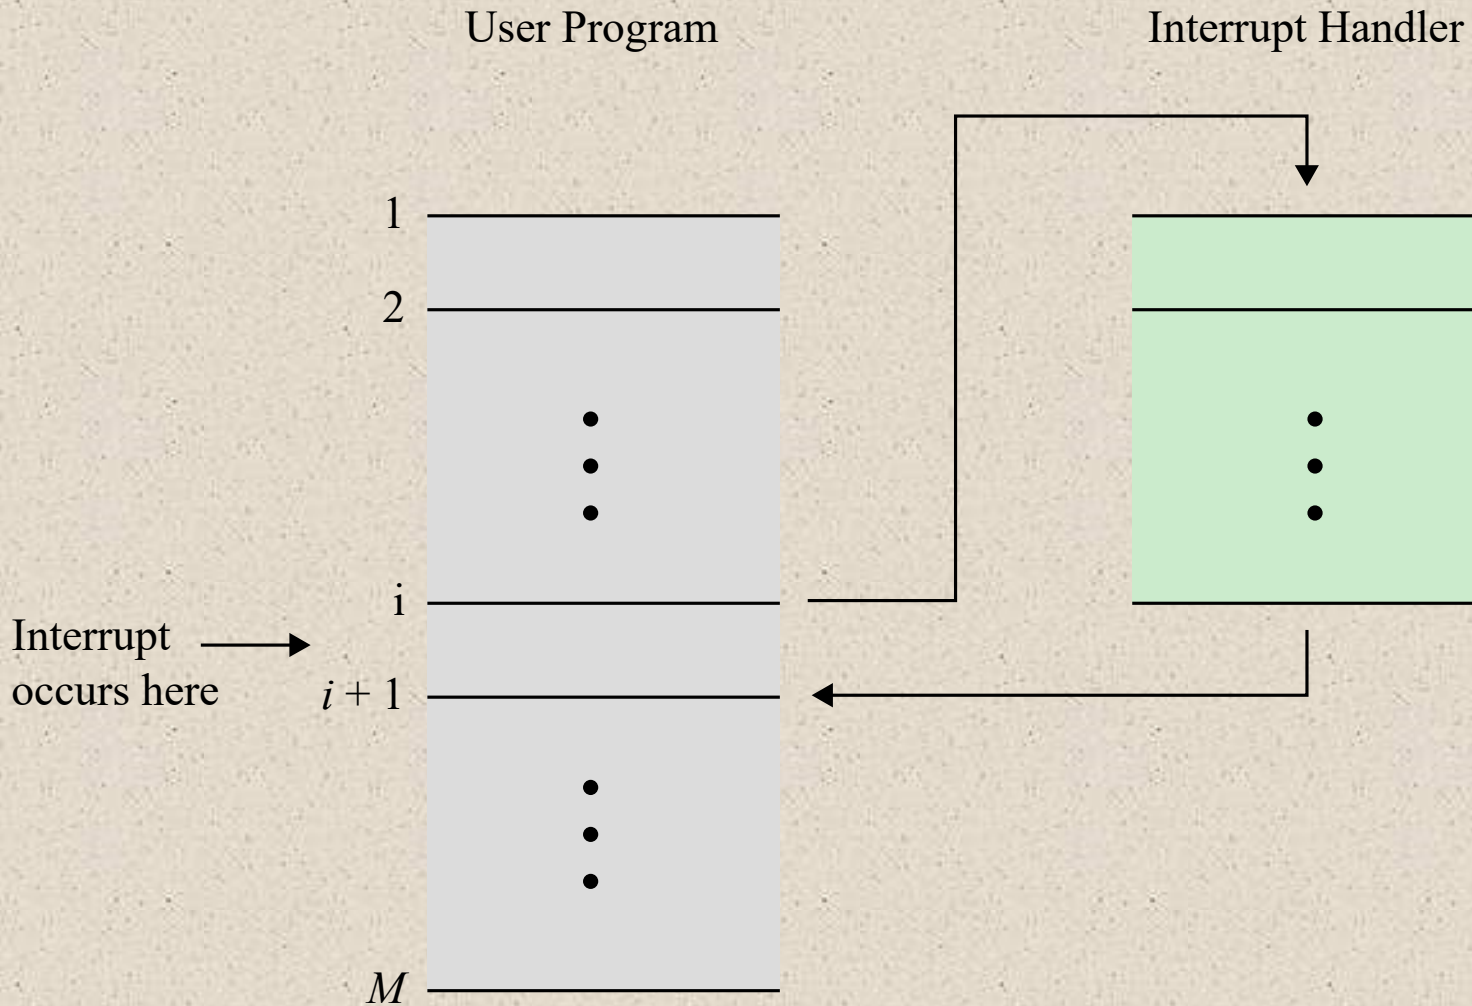 User Program
Interrupt Handler
1
2
i
Interrupt
occurs here
i + 1
M